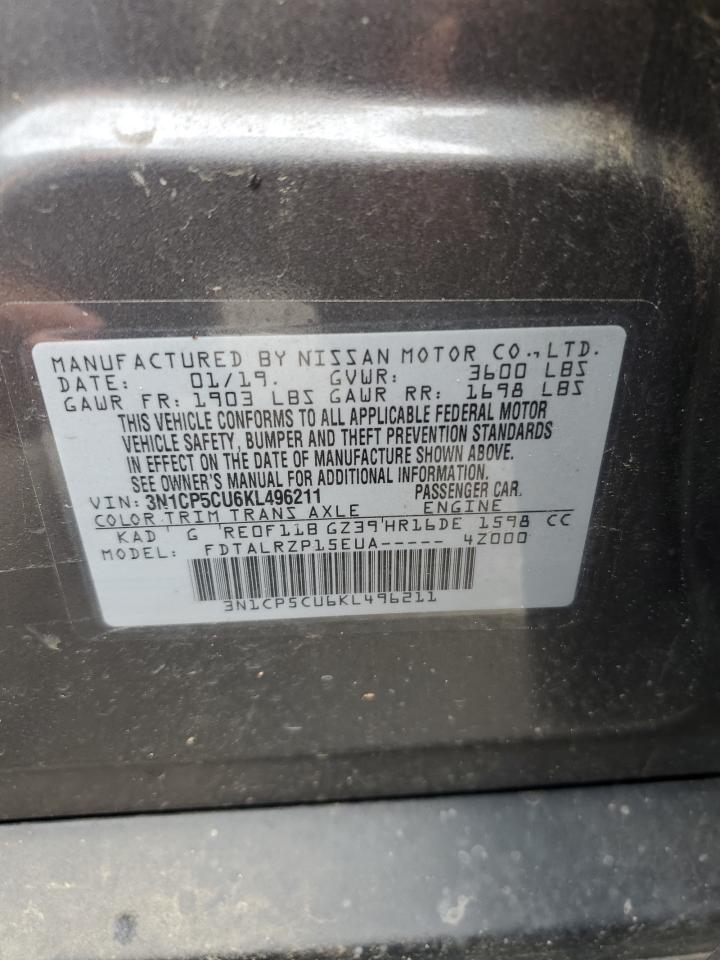 MANUFACTURED BY NISSAN MOTOR CO.,LTD.
DATE: 01/19. GVWR: 3600 LBS
GAWR FR: 1903 LBS GAWR RR: 1698 LBS
THIS VEHICLE CONFORMS TO ALL APPLICABLE FEDERAL MOTOR
VEHICLE SAFETY, BUMPER AND THEFT PREVENTION STANDARDS
IN EFFECT ON THE DATE OF MANUFACTURE SHOWN ABOVE.
SEE OWNER'S MANUAL FOR ADDITIONAL INFORMATION.
VIN: 3N1CP5CU6KL496211 PASSENGER CAR.
COLOR TRIM TRANS AXLE ENGINE
KAD G RE0F11B GZ39 HR16DE 1598 CC
MODEL: FDTALRZP15EUA----- 4Z000
3N1CP5CU6KL496211